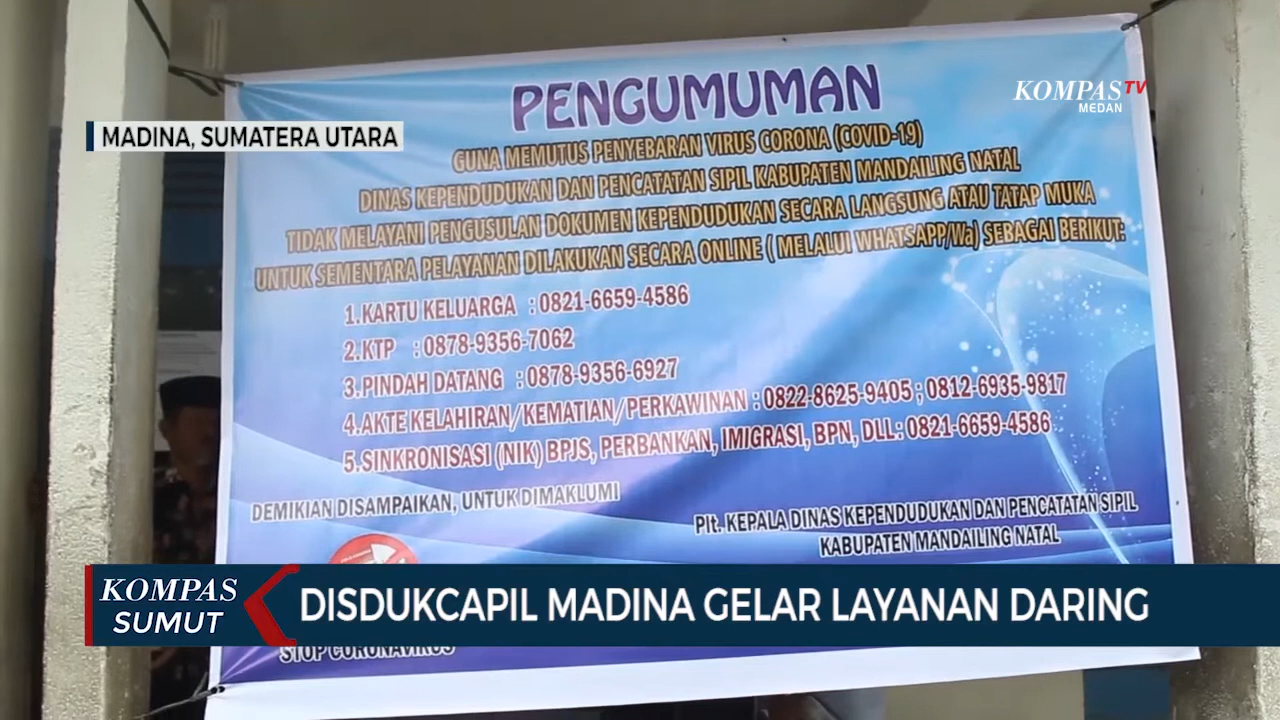 KOMPASTV
MEDAN
MADINA, SUMATERA UTARA
PENGUMUMAN
GUNA MEMUTUS PENYEBARAN VIRUS CORONA (COVID-19)
DINAS KEPENDUDUKAN DAN PENCATATAN SIPIL KABUPATEN MANDAILING NATAL
TIDAK MELAYANI PENGUSULAN DOKUMEN KEPENDUDUKAN SECARA LANGSUNG ATAU TATAP MUKA
UNTUK SEMENTARA PELAYANAN DILAKUKAN SECARA ONLINE ( MELALUI WHATSAPP/Wa) SEBAGAI BERIKUT:
1.KARTU KELUARGA : 0821-6659-4586
2.KTP : 0878-9356-7062
3.PINDAH DATANG : 0878-9356-6927
4.AKTE KELAHIRAN/KEMATIAN/PERKAWINAN : 0822-8625-9405 ; 0812-6935-9817
5.SINKRONISASI (NIK) BPJS, PERBANKAN, IMIGRASI, BPN, DLL: 0821-6659-4586
DEMIKIAN DISAMPAIKAN, UNTUK DIMAKLUMI
Plt. KEPALA DINAS KEPENDUDUKAN DAN PENCATATAN SIPIL
KABUPATEN MANDAILING NATAL
KOMPAS
SUMUT
DISDUKCAPIL MADINA GELAR LAYANAN DARING
STOP CORONAVIRUS